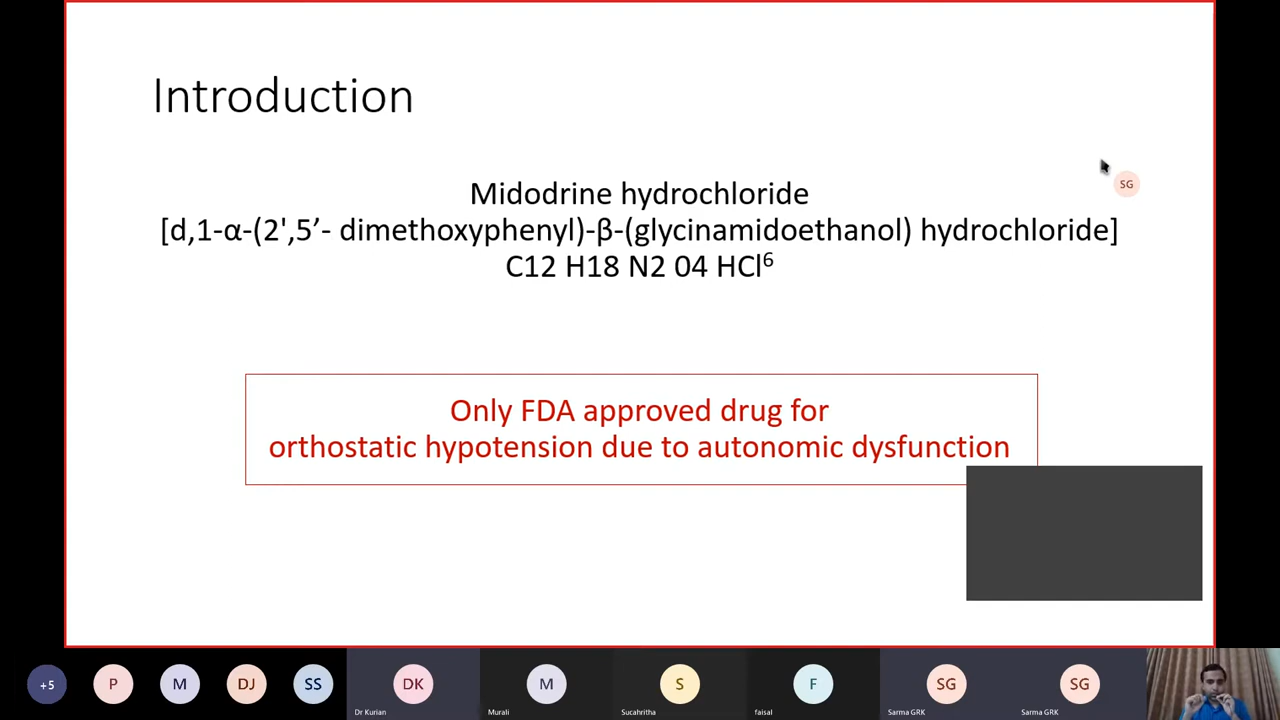 Introduction
SG
Midodrine hydrochloride
[d,1-α-(2',5’- dimethoxyphenyl)-β-(glycinamidoethanol) hydrochloride]
C12 H18 N2 04 HCl⁶
Only FDA approved drug for
orthostatic hypotension due to autonomic dysfunction
+5 P M DJ SS DK M S F SG SG
Dr Kurian Murali Sucahritha faisal Sarma GRK Sarma GRK